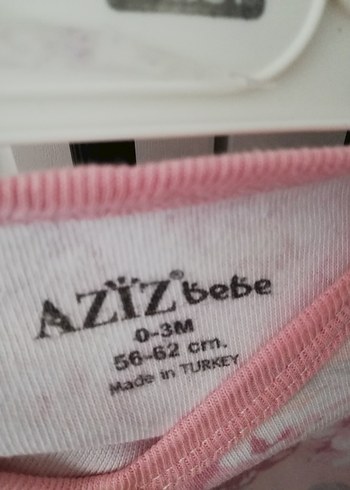 AZİZ® bebe
0-3M
56-62 cm.
Made in TURKEY